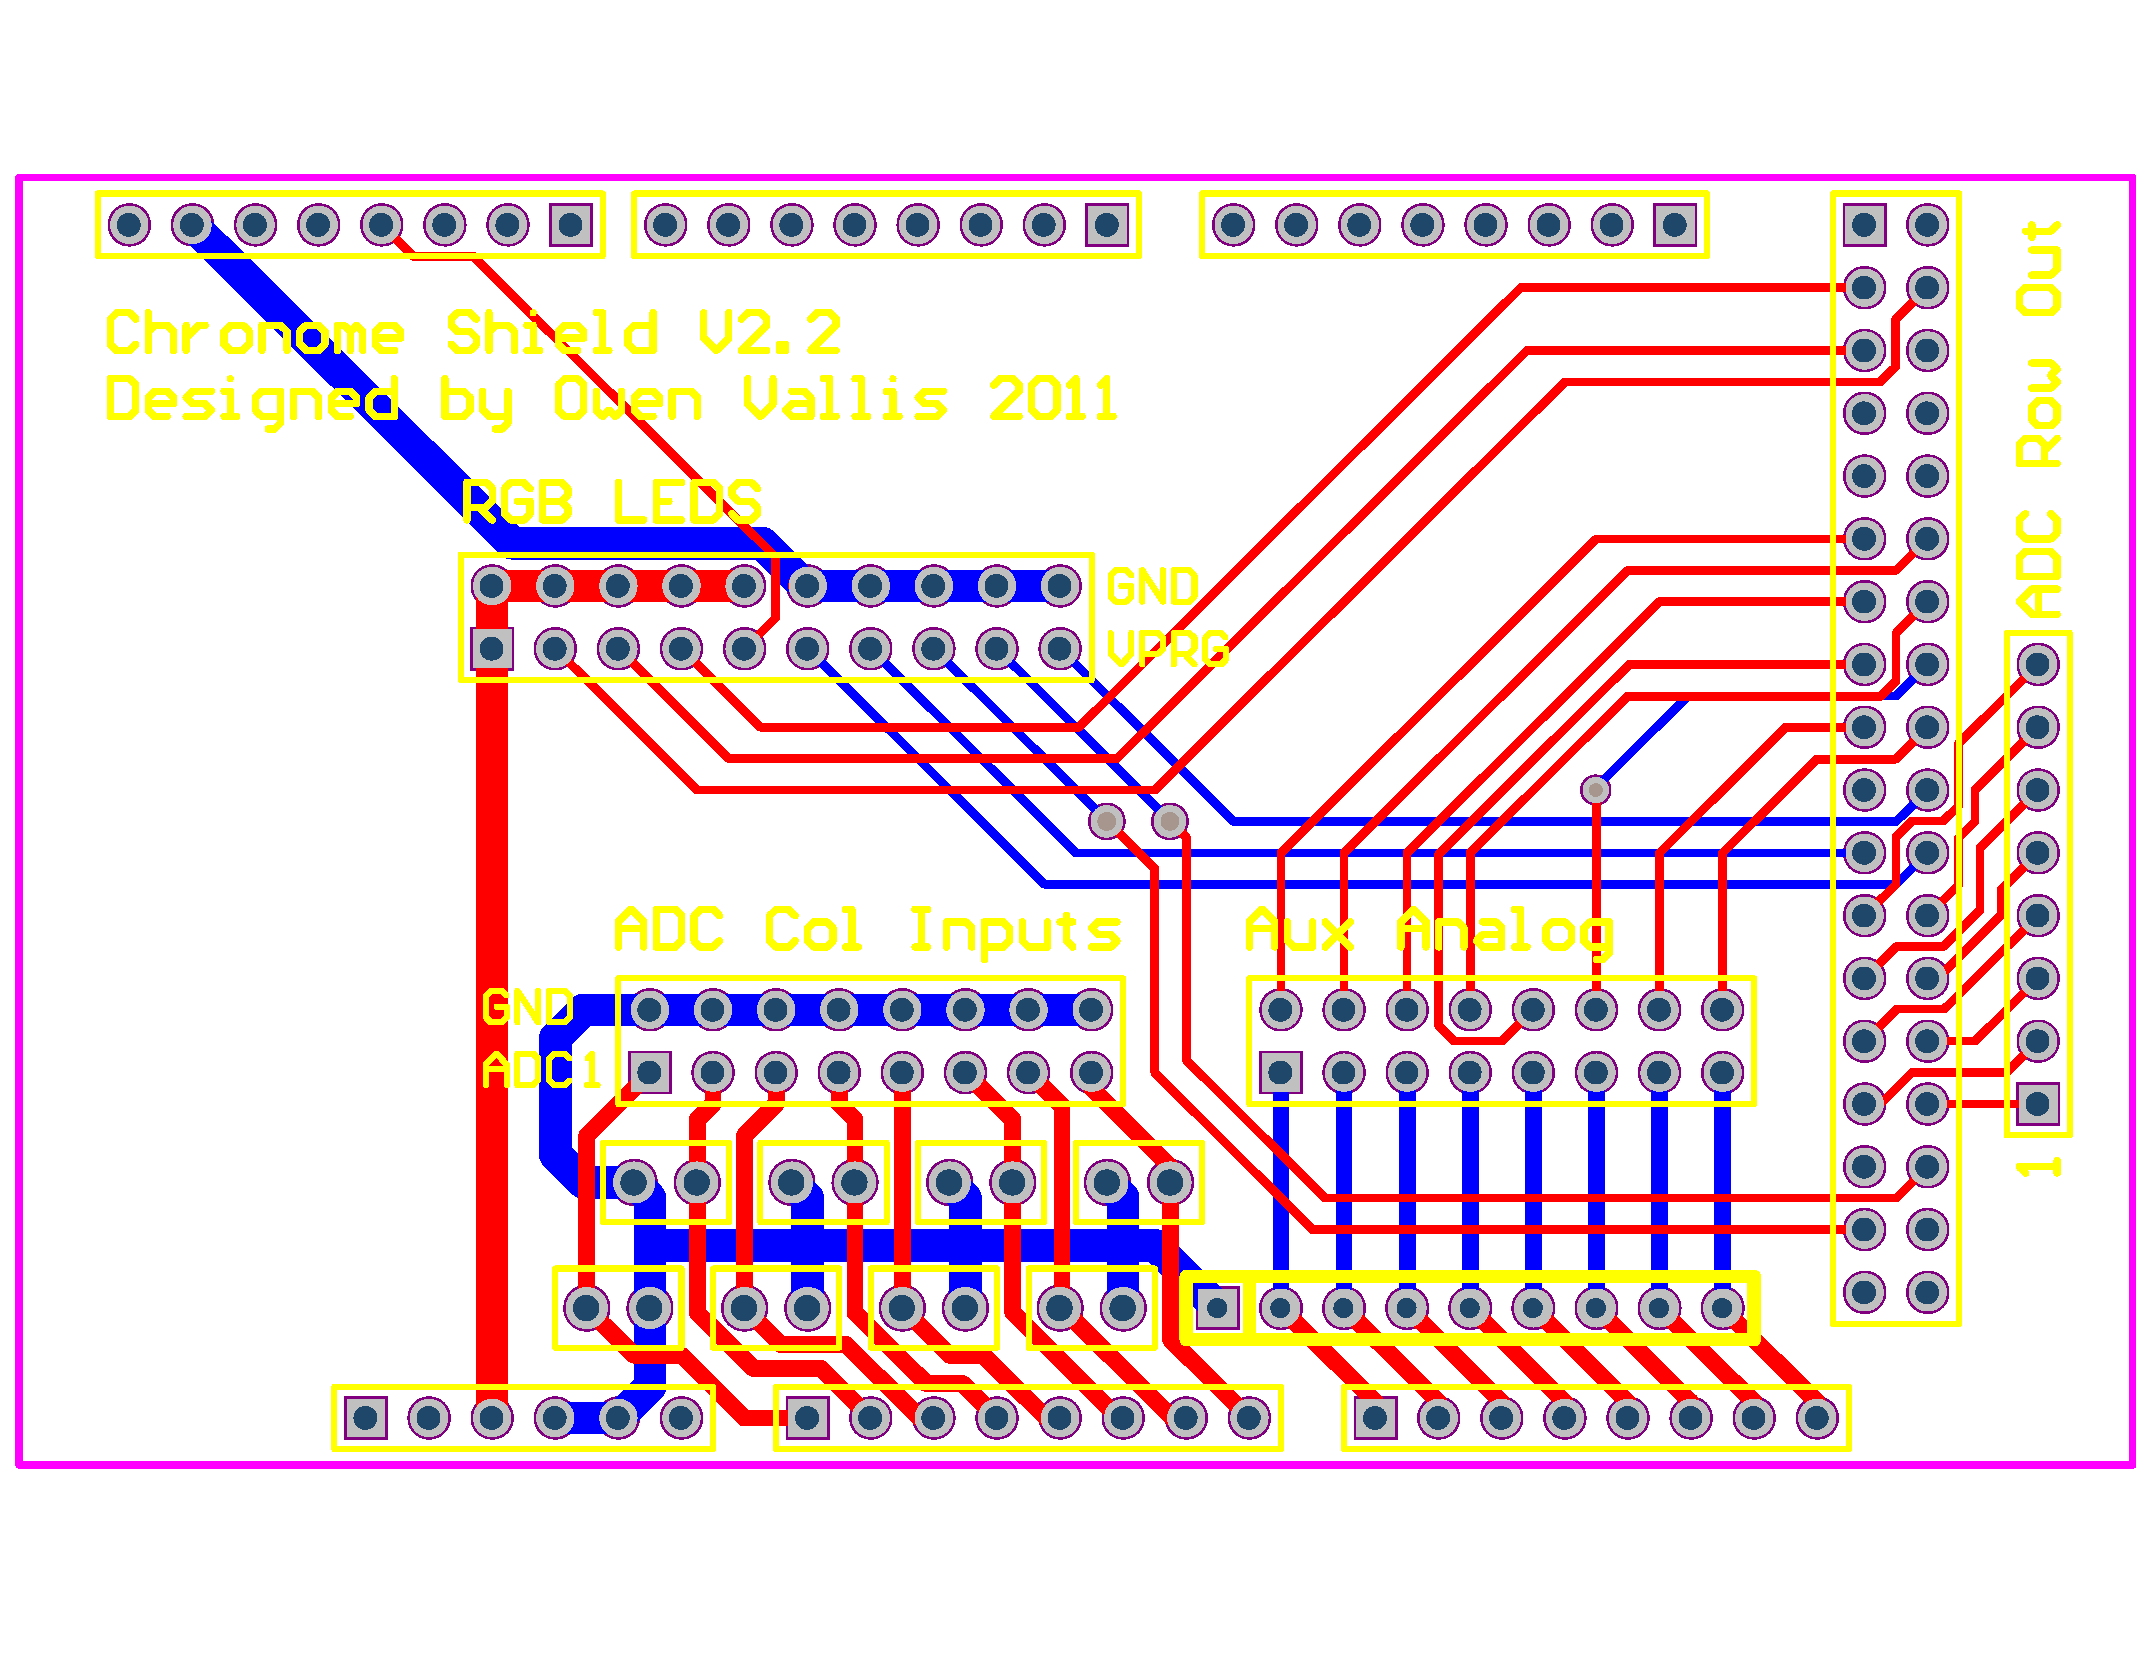 Chronome Shield V2.2
Designed by Owen Vallis 2011
RGB LEDS
GND
VPRG
ADC Row Out
ADC Col Inputs
Aux Analog
GND
ADC1
1